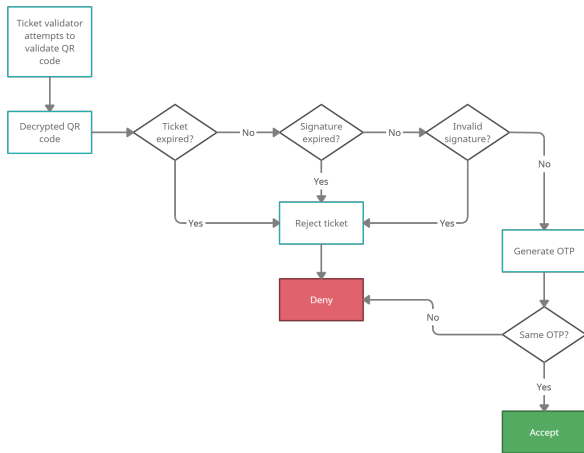 Ticket validator
attempts to
validate QR
code
Decrypted QR
code
Ticket
expired?
No
Signature
expired?
No
Invalid
signature?
No
Yes
Yes
Reject ticket
Yes
Generate OTP
Deny
No
Same OTP?
Yes
Accept